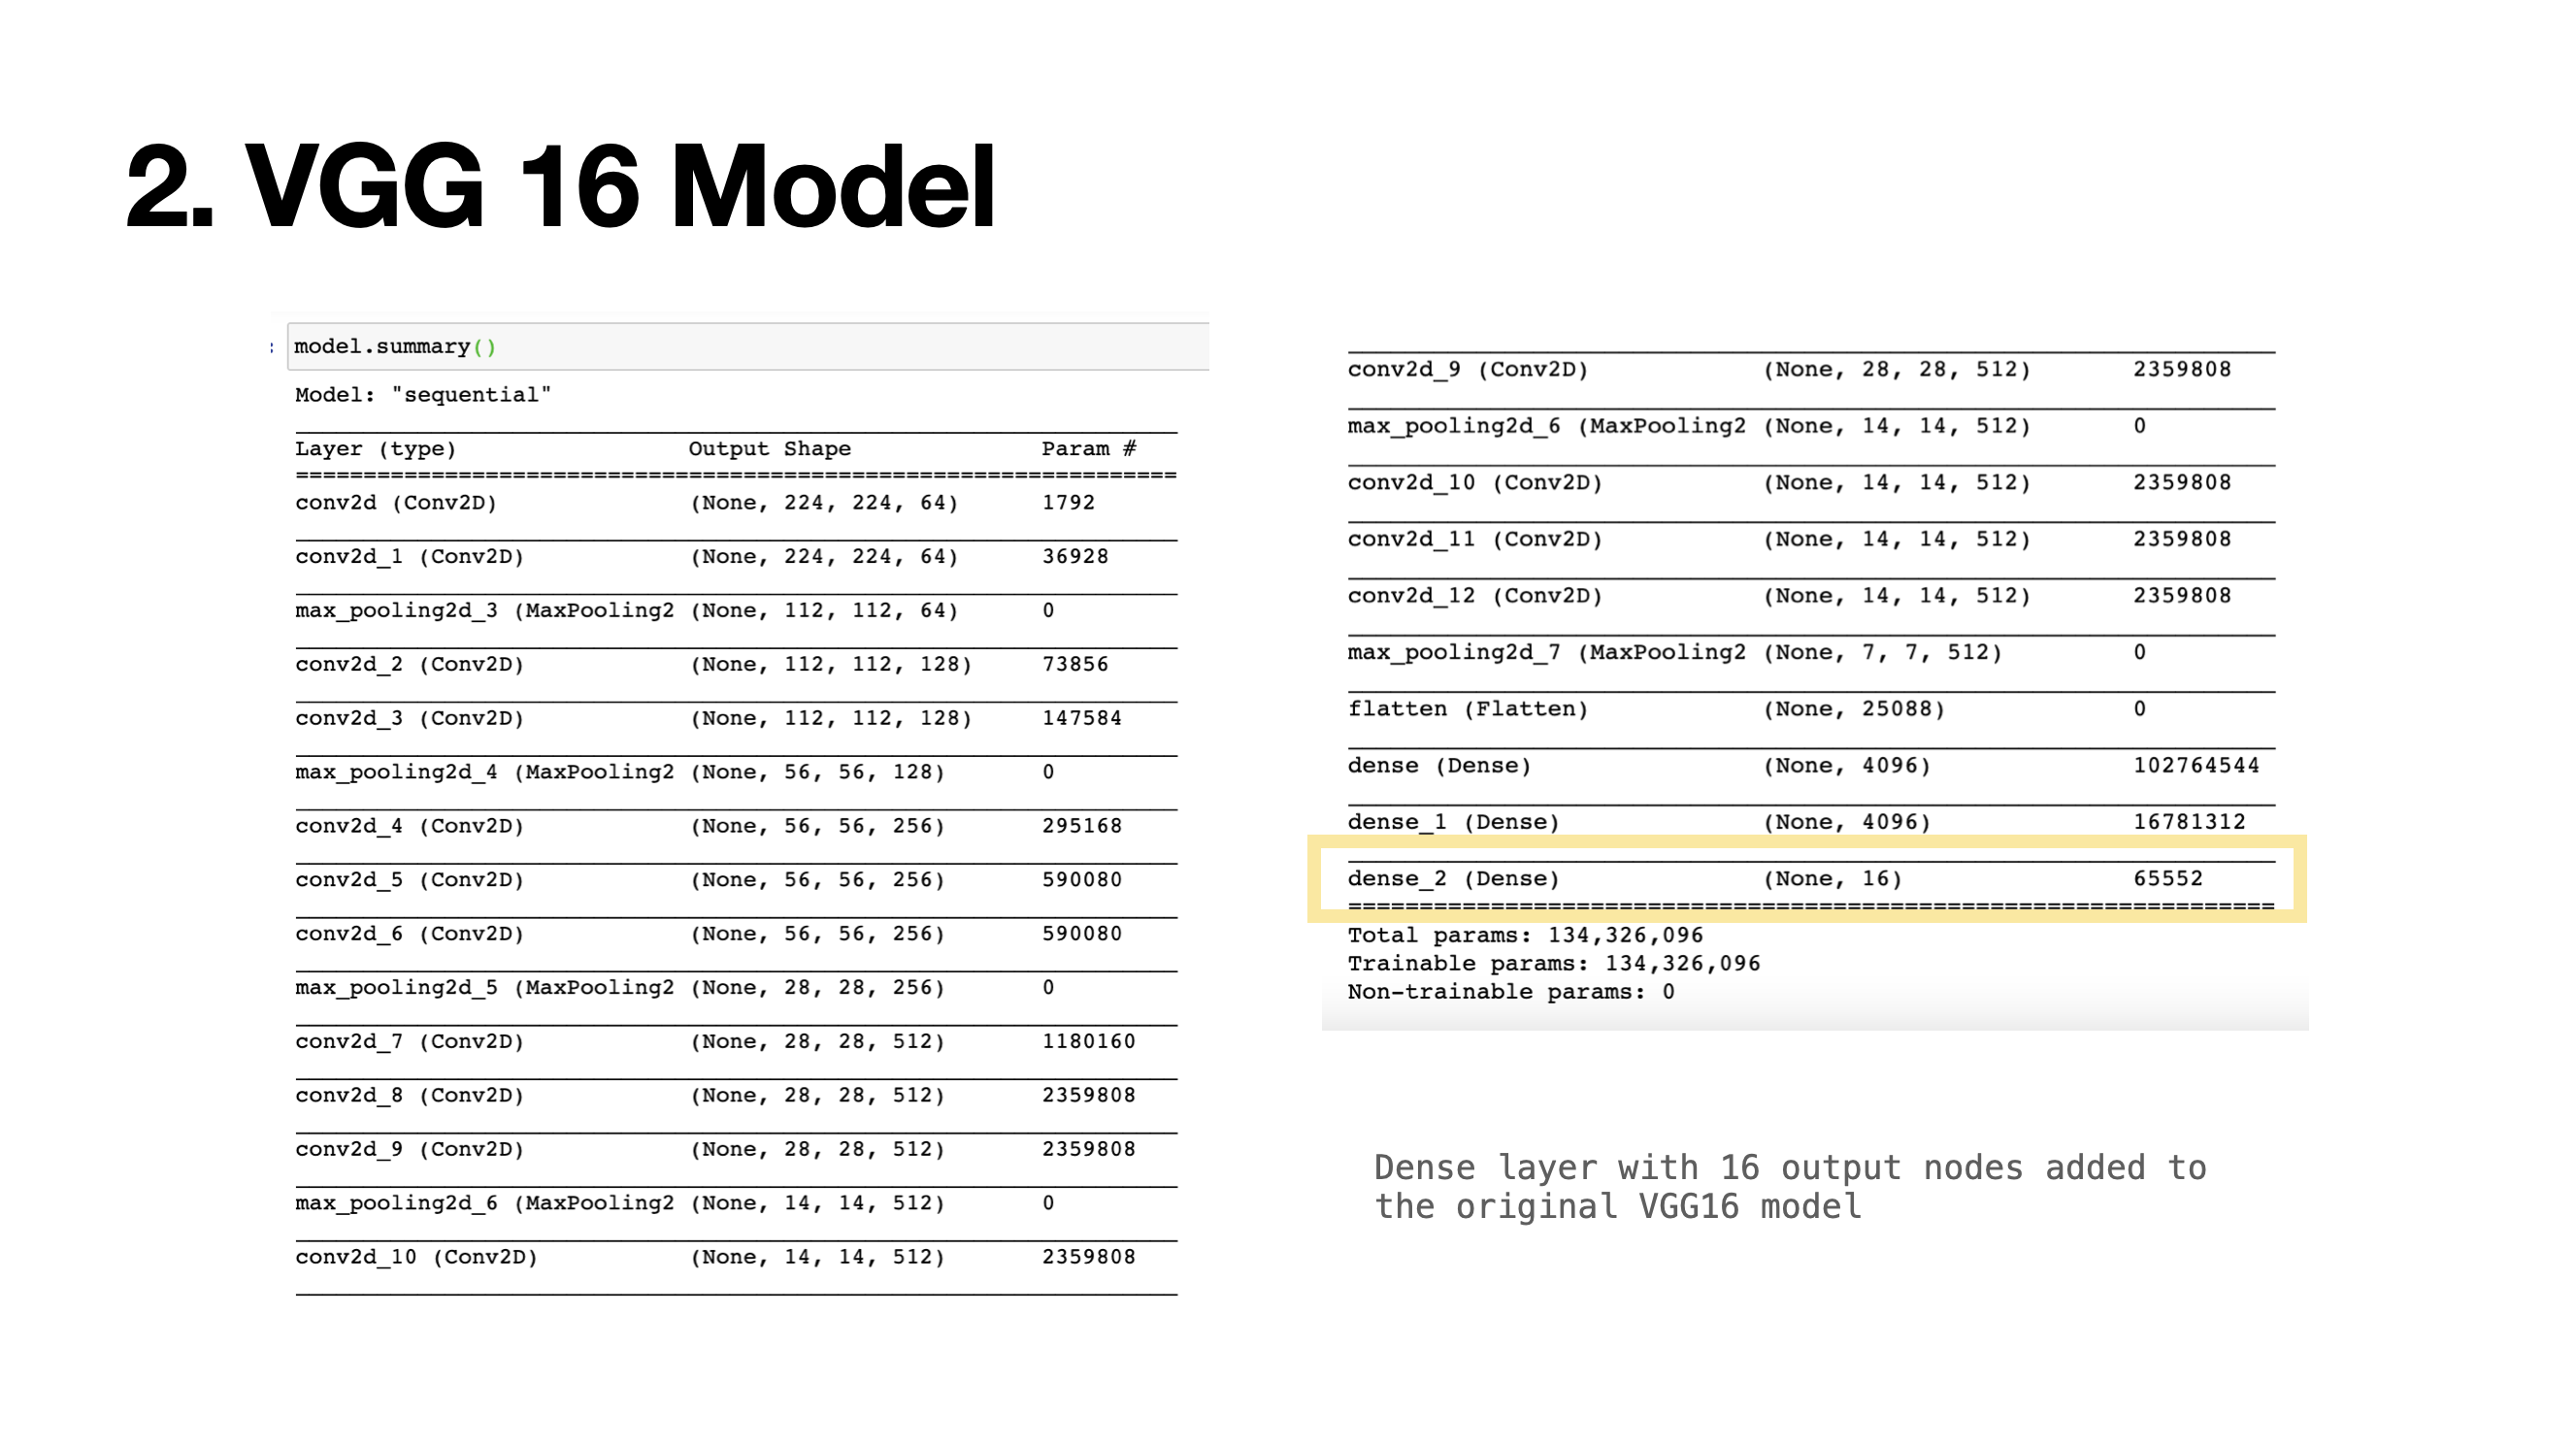 2. VGG 16 Model
: model.summary()
Model: "sequential"
Layer (type) Output Shape Param #
=================================================================
conv2d (Conv2D) (None, 224, 224, 64) 1792
conv2d_1 (Conv2D) (None, 224, 224, 64) 36928
max_pooling2d_3 (MaxPooling2 (None, 112, 112, 64) 0
conv2d_2 (Conv2D) (None, 112, 112, 128) 73856
conv2d_3 (Conv2D) (None, 112, 112, 128) 147584
max_pooling2d_4 (MaxPooling2 (None, 56, 56, 128) 0
conv2d_4 (Conv2D) (None, 56, 56, 256) 295168
conv2d_5 (Conv2D) (None, 56, 56, 256) 590080
conv2d_6 (Conv2D) (None, 56, 56, 256) 590080
max_pooling2d_5 (MaxPooling2 (None, 28, 28, 256) 0
conv2d_7 (Conv2D) (None, 28, 28, 512) 1180160
conv2d_8 (Conv2D) (None, 28, 28, 512) 2359808
conv2d_9 (Conv2D) (None, 28, 28, 512) 2359808
max_pooling2d_6 (MaxPooling2 (None, 14, 14, 512) 0
conv2d_10 (Conv2D) (None, 14, 14, 512) 2359808
conv2d_9 (Conv2D) (None, 28, 28, 512) 2359808
max_pooling2d_6 (MaxPooling2 (None, 14, 14, 512) 0
conv2d_10 (Conv2D) (None, 14, 14, 512) 2359808
conv2d_11 (Conv2D) (None, 14, 14, 512) 2359808
conv2d_12 (Conv2D) (None, 14, 14, 512) 2359808
max_pooling2d_7 (MaxPooling2 (None, 7, 7, 512) 0
flatten (Flatten) (None, 25088) 0
dense (Dense) (None, 4096) 102764544
dense_1 (Dense) (None, 4096) 16781312
dense_2 (Dense) (None, 16) 65552
=================================================================
Total params: 134,326,096
Trainable params: 134,326,096
Non-trainable params: 0
Dense layer with 16 output nodes added to
the original VGG16 model